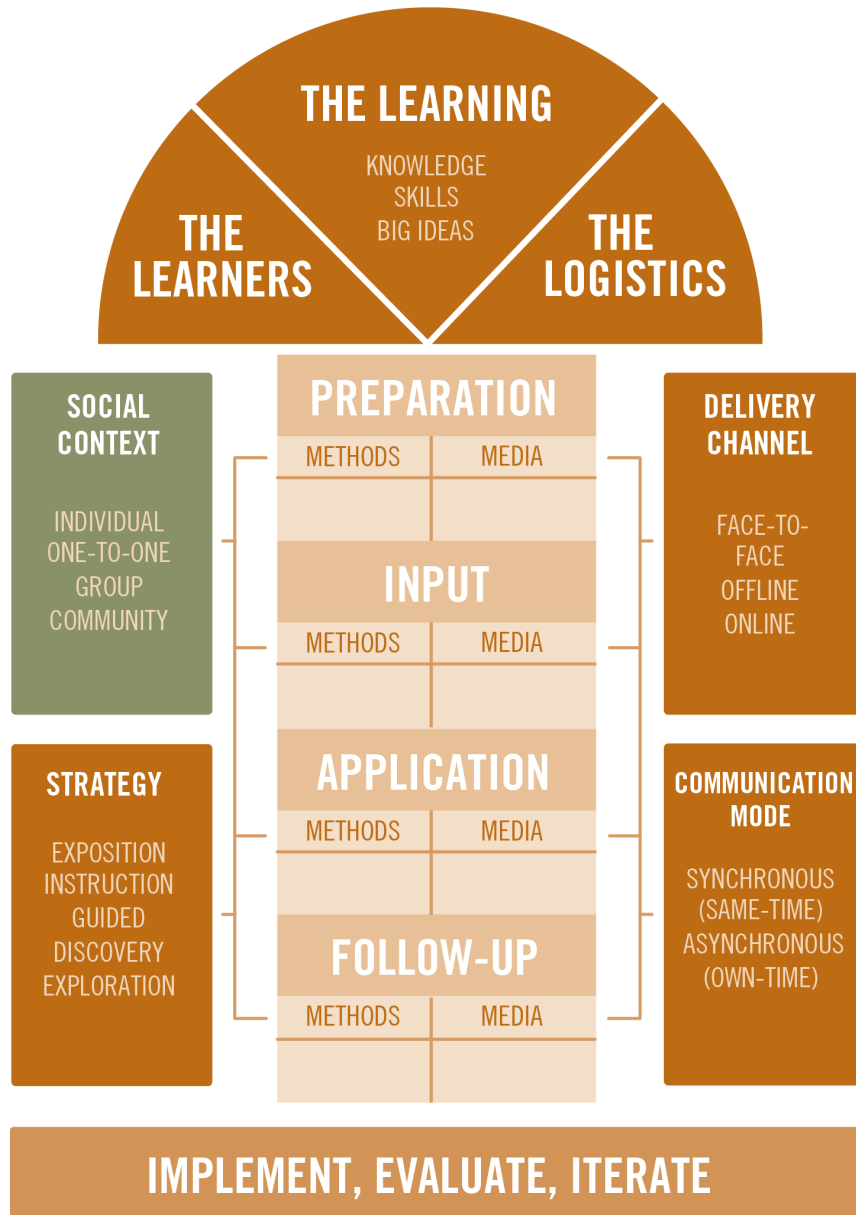 THE LEARNING
KNOWLEDGE
SKILLS
BIG IDEAS
THE
LEARNERS
THE
LOGISTICS
SOCIAL
CONTEXT
INDIVIDUAL
ONE-TO-ONE
GROUP
COMMUNITY
STRATEGY
EXPOSITION
INSTRUCTION
GUIDED
DISCOVERY
EXPLORATION
PREPARATION
METHODS MEDIA
INPUT
METHODS MEDIA
APPLICATION
METHODS MEDIA
FOLLOW-UP
METHODS MEDIA
DELIVERY
CHANNEL
FACE-TO-
FACE
OFFLINE
ONLINE
COMMUNICATION
MODE
SYNCHRONOUS
(SAME-TIME)
ASYNCHRONOUS
(OWN-TIME)
IMPLEMENT, EVALUATE, ITERATE